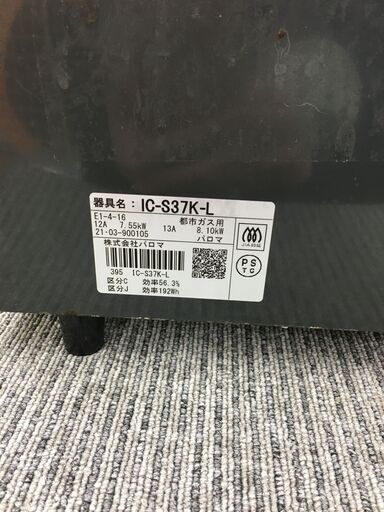 器具名：IC-S37K-L
E1-4-16 都市ガス用
12A 7.55kW 13A 8.10kW
21・03-900105 パロマ
株式会社パロマ
395 IC-S37K-L
区分C 効率56.3%
区分J 効率192Wh
PS
TG